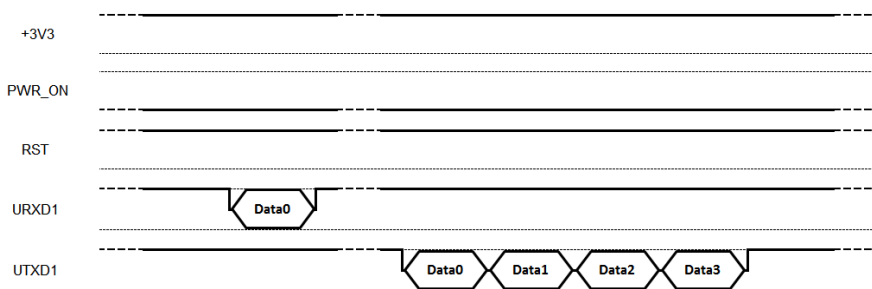 +3V3
PWR_ON
RST
URXD1
Data0
UTXD1
Data0 Data1 Data2 Data3